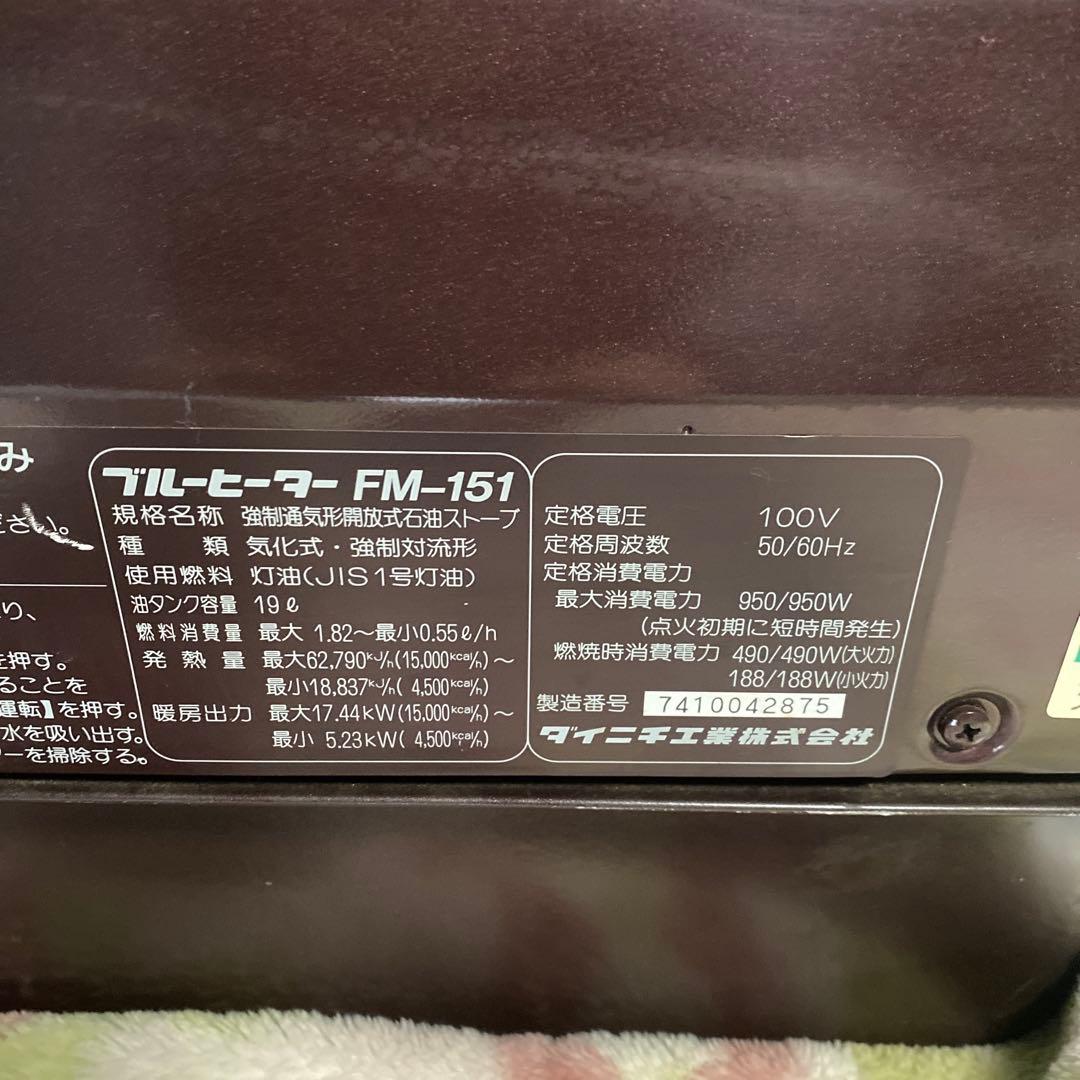 み
ださい。
り、
を押す。
ることを
運転】を押す。
水を吸い出す。
ーを掃除する。
ブルーヒーター FM-151
規格名称 強制通気形開放式石油ストーブ
種 類 気化式・強制対流形
使用燃料 灯油(JIS1号灯油)
油タンク容量 19ℓ
燃料消費量 最大 1.82～最小0.55ℓ/h
発熱量 最大62,790kJ/h(15,000kcal/h)～
最小18,837kJ/h( 4,500kcal/h)
暖房出力 最大17.44kW(15,000kcal/h)～
最小 5.23kW( 4,500kcal/h)
定格電圧 100V
定格周波数 50/60Hz
定格消費電力
最大消費電力 950/950W
(点火初期に短時間発生)
燃焼時消費電力 490/490W(大火力)
188/188W(小火力)
製造番号 7410042875
ダイニチ工業株式会社